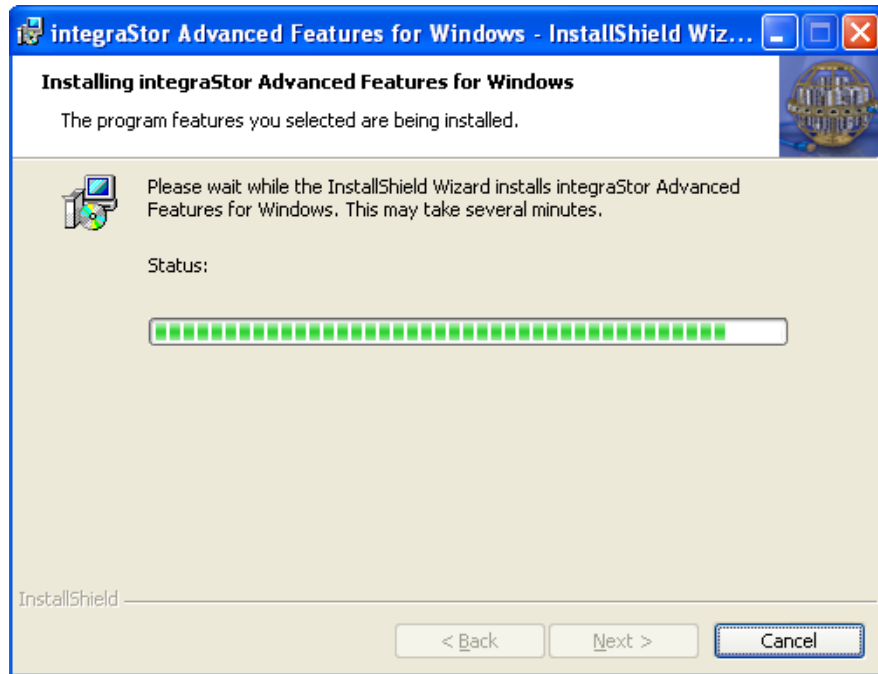 integraStor Advanced Features for Windows - InstallShield Wiz...
Installing integraStor Advanced Features for Windows
The program features you selected are being installed.
Please wait while the InstallShield Wizard installs integraStor Advanced
Features for Windows. This may take several minutes.
Status:
InstallShield
< Back
Next >
Cancel